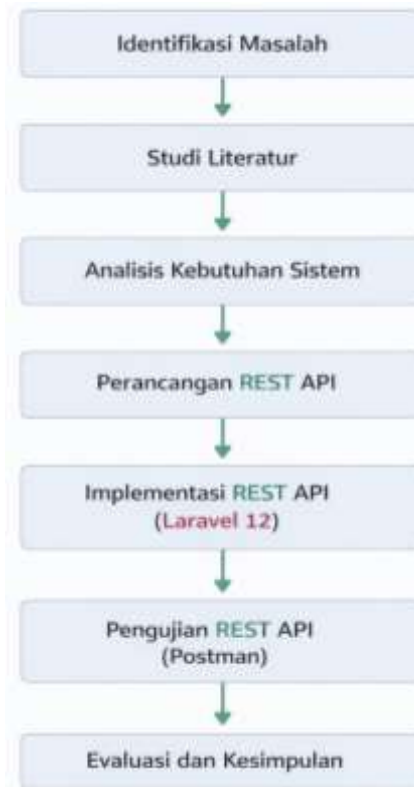 Identifikasi Masalah
Studi Literatur
Analisis Kebutuhan Sistem
Perancangan REST API
Implementasi REST API
(Laravel 12)
Pengujian REST API
(Postman)
Evaluasi dan Kesimpulan